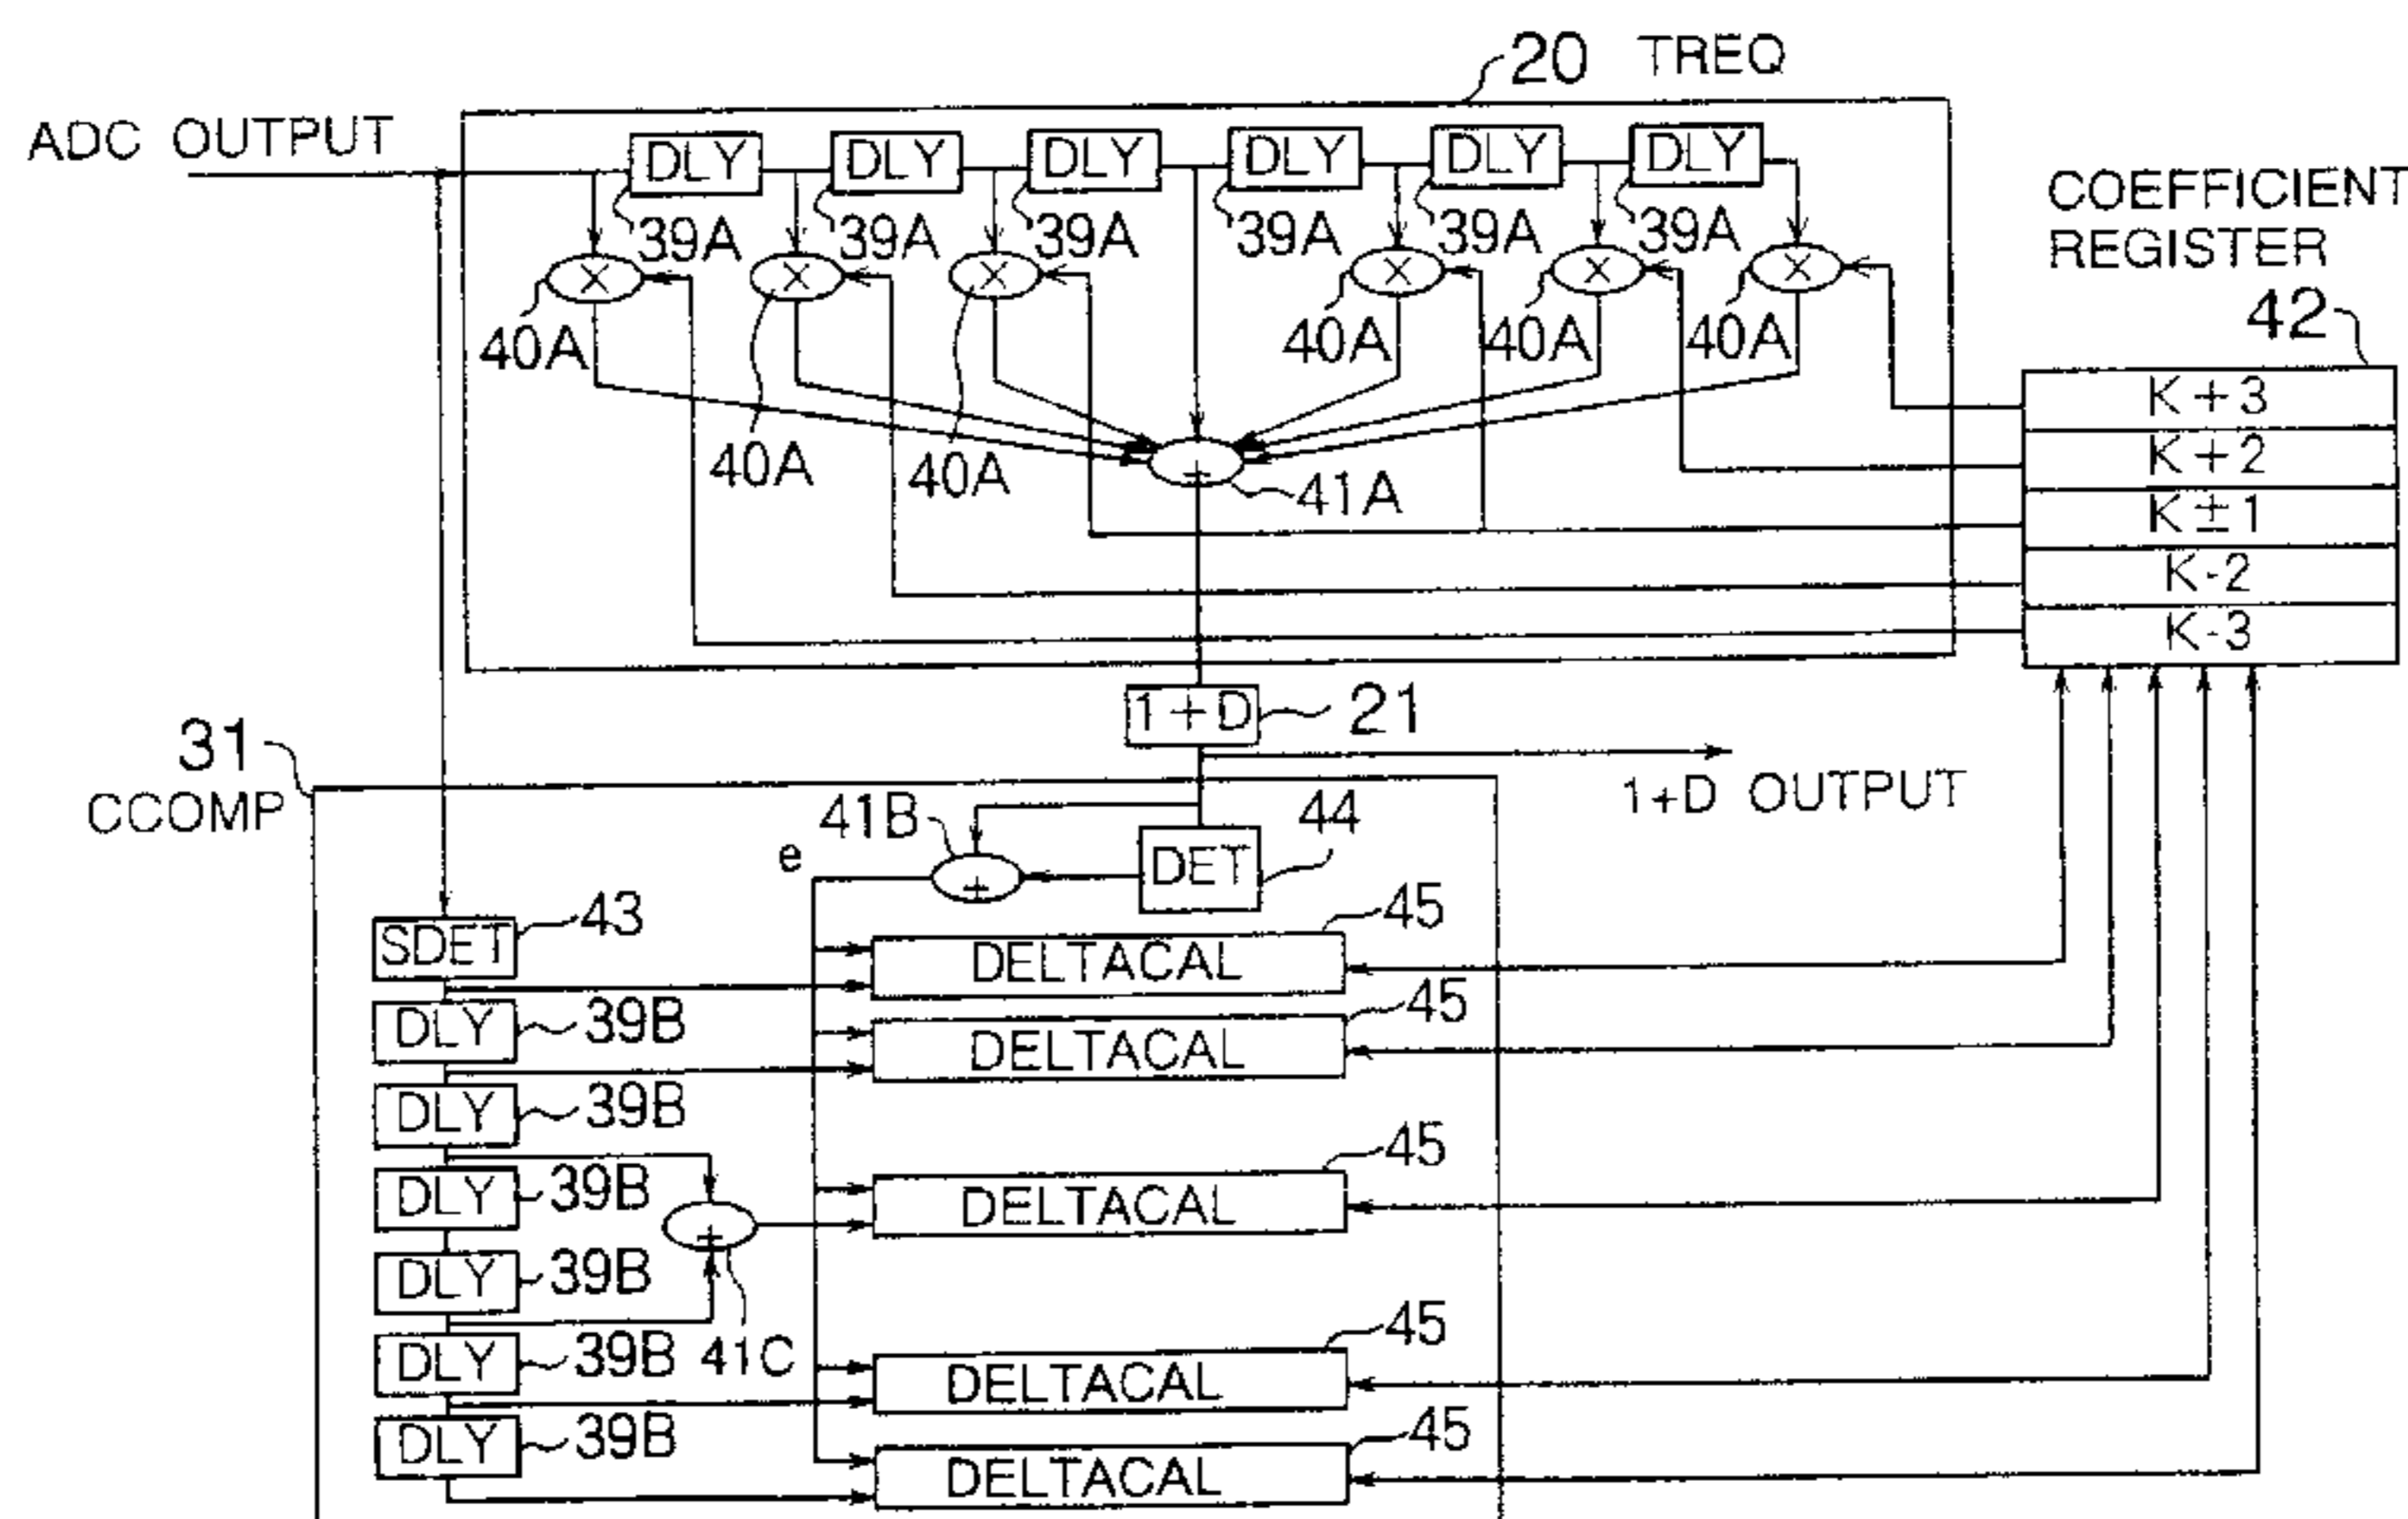 20 TREQ
ADC OUTPUT
DLY DLY DLY DLY DLY DLY
39A 39A 39A 39A 39A 39A
COEFFICIENT
REGISTER
42
X X X X X X
40A 40A 40A 40A
40A 40A
+
41A
K+3
K+2
K±1
K-2
K-3
1+D 21
1+D OUTPUT
31
CCOMP
41B
44
e
+
DET
SDET 43
DELTACAL 45
DLY 39B
DELTACAL 45
DLY 39B
DLY 39B
+
41C
DELTACAL 45
DLY 39B
DLY 39B
DELTACAL 45
DLY 39B
DELTACAL 45